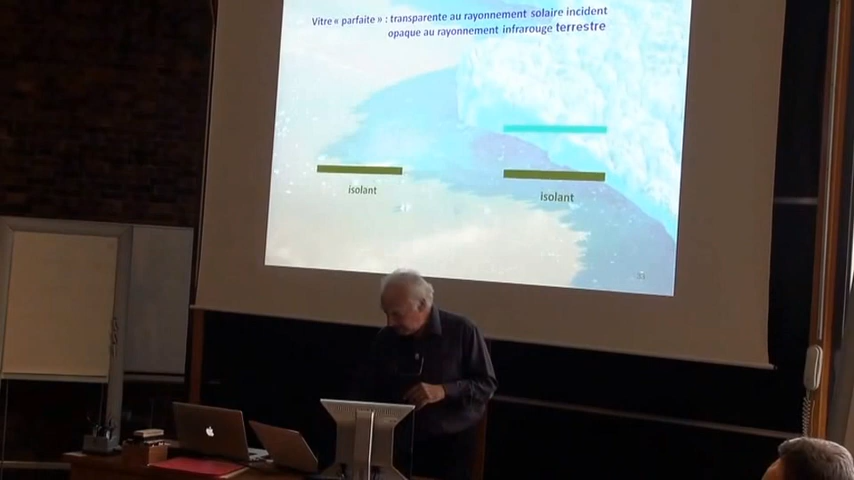 Vitre « parfaite » : transparente au rayonnement solaire incident
opaque au rayonnement infrarouge terrestre
isolant
isolant